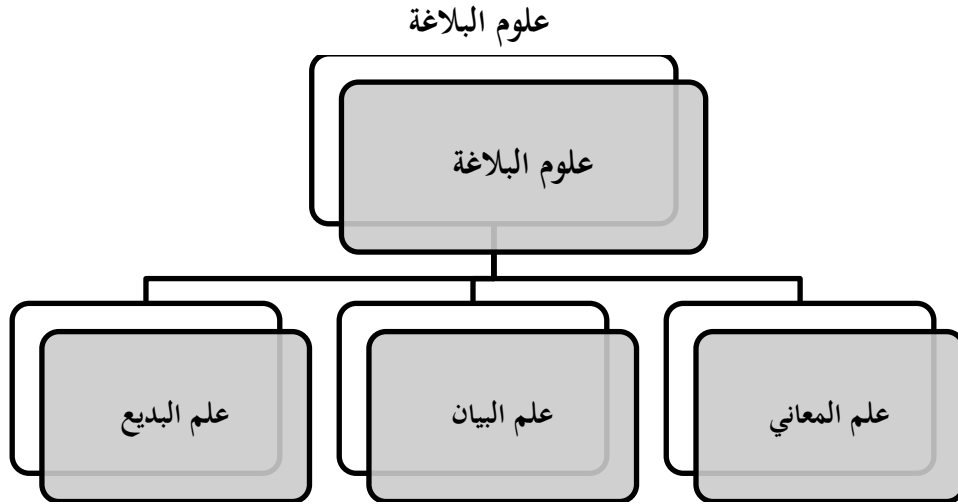 علوم البلاغة
علوم البلاغة
علم المعاني
علم البيان
علم البديع